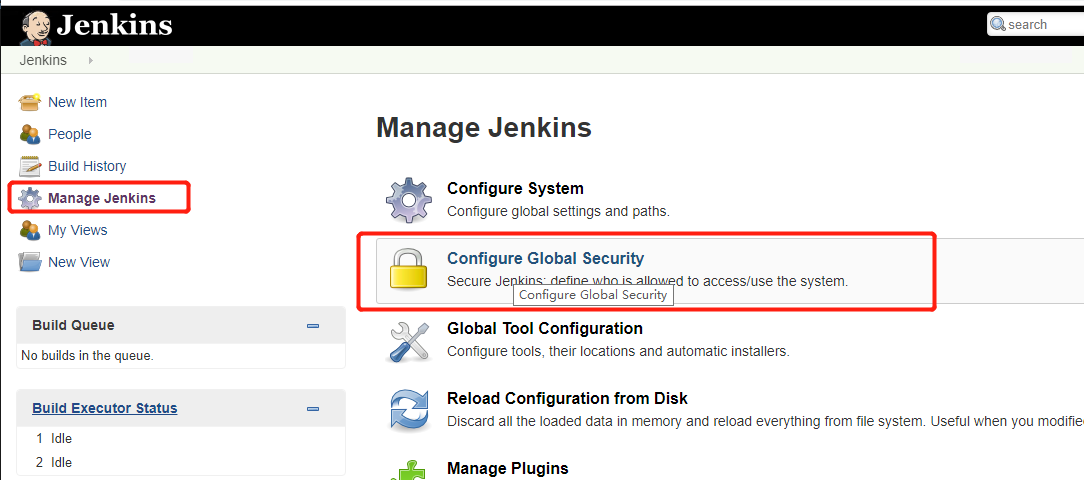 Jenkins
search
Jenkins
New Item
People
Build History
Manage Jenkins
My Views
New View
Build Queue
No builds in the queue.
Build Executor Status
1 Idle
2 Idle
Manage Jenkins
Configure System
Configure global settings and paths.
Configure Global Security
Secure Jenkins; define who is allowed to access/use the system.
Configure Global Security
Global Tool Configuration
Configure tools, their locations and automatic installers.
Reload Configuration from Disk
Discard all the loaded data in memory and reload everything from file system. Useful when you modified
Manage Plugins